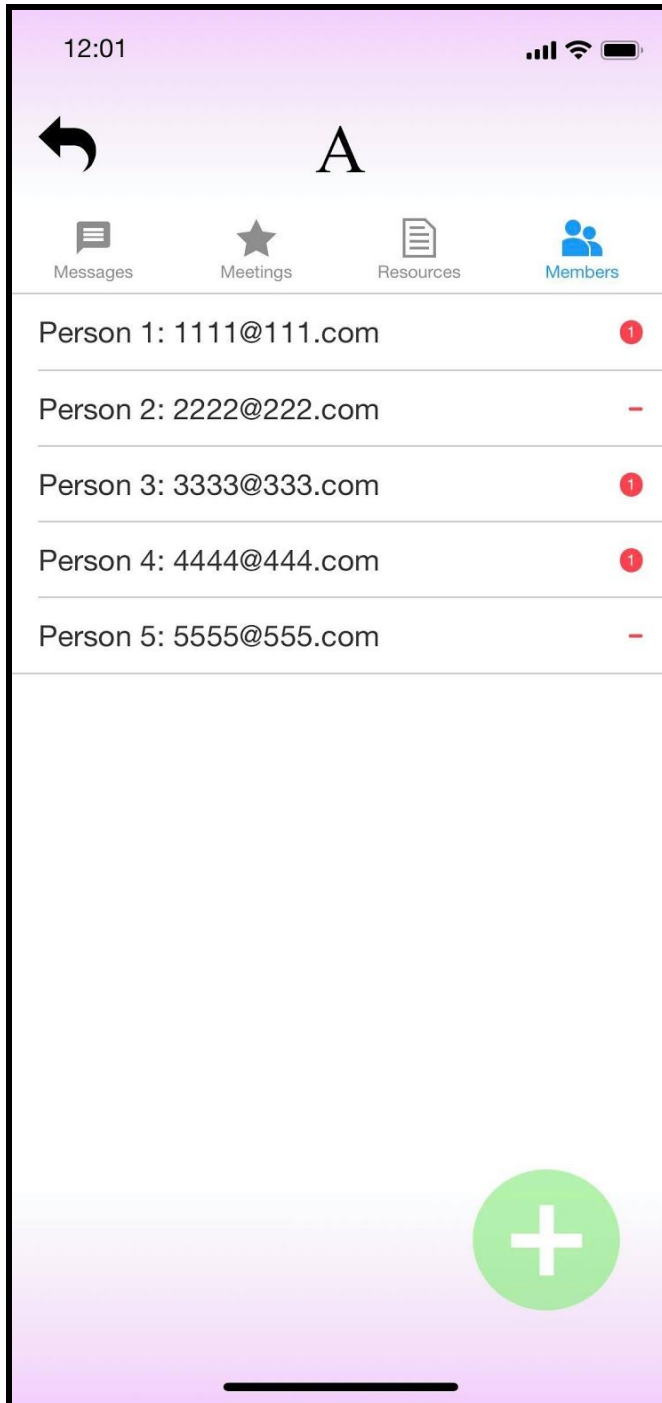 12:01
A
Messages Meetings Resources Members
Person 1: 1111@111.com 1
Person 2: 2222@222.com -
Person 3: 3333@333.com 1
Person 4: 4444@444.com 1
Person 5: 5555@555.com -